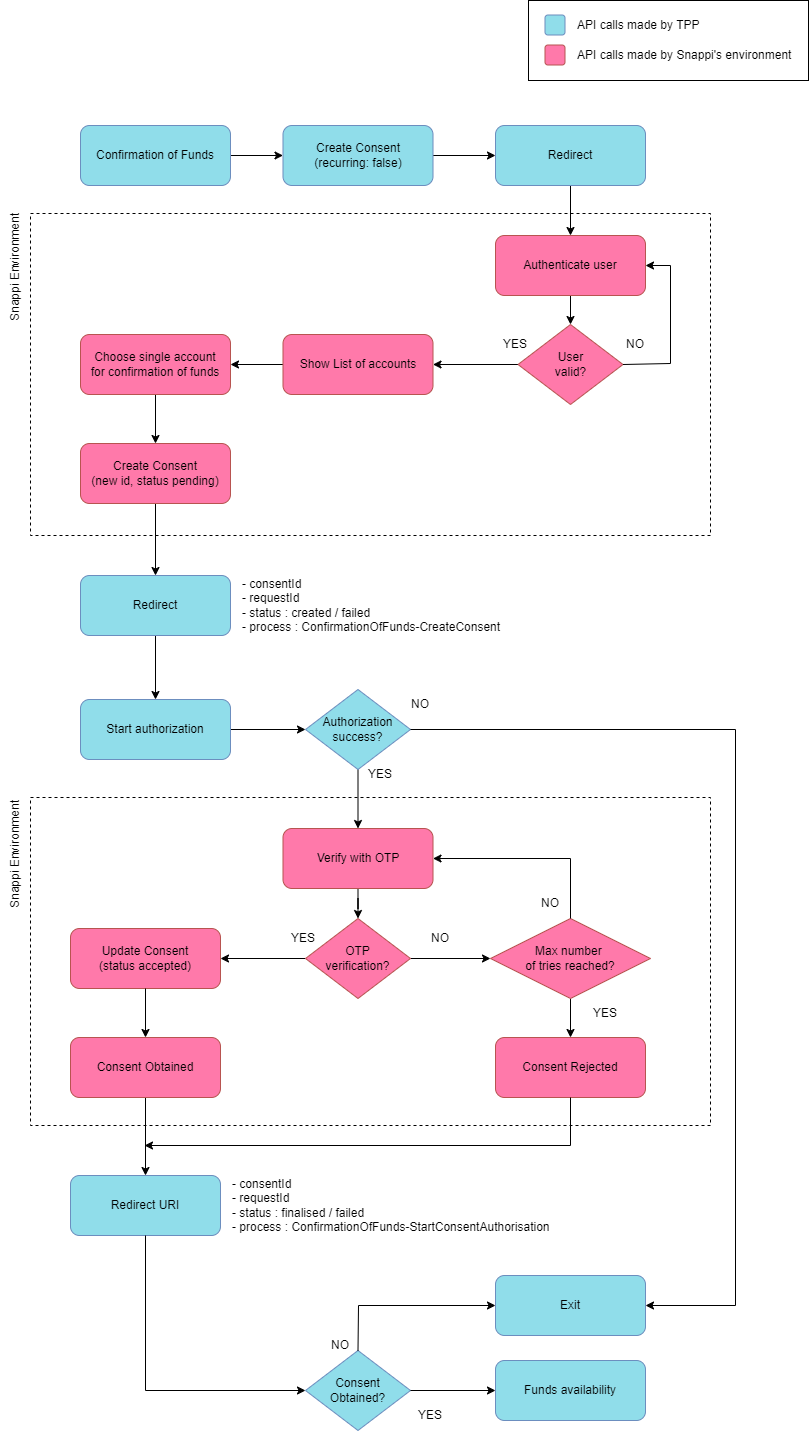 API calls made by TPP
API calls made by Snappi's environment
Confirmation of Funds
Create Consent
(recurring: false)
Redirect
Snappi Environment
Authenticate user
User
valid?
YES
NO
Show List of accounts
Choose single account
for confirmation of funds
Create Consent
(new id, status pending)
Redirect
- consentId
- requestId
- status : created / failed
- process : ConfirmationOfFunds-CreateConsent
Start authorization
Authorization
success?
NO
YES
Snappi Environment
Verify with OTP
OTP
verification?
YES
NO
Max number
of tries reached?
NO
YES
Update Consent
(status accepted)
Consent Obtained
Consent Rejected
Redirect URI
- consentId
- requestId
- status : finalised / failed
- process : ConfirmationOfFunds-StartConsentAuthorisation
Exit
NO
Consent
Obtained?
YES
Funds availability